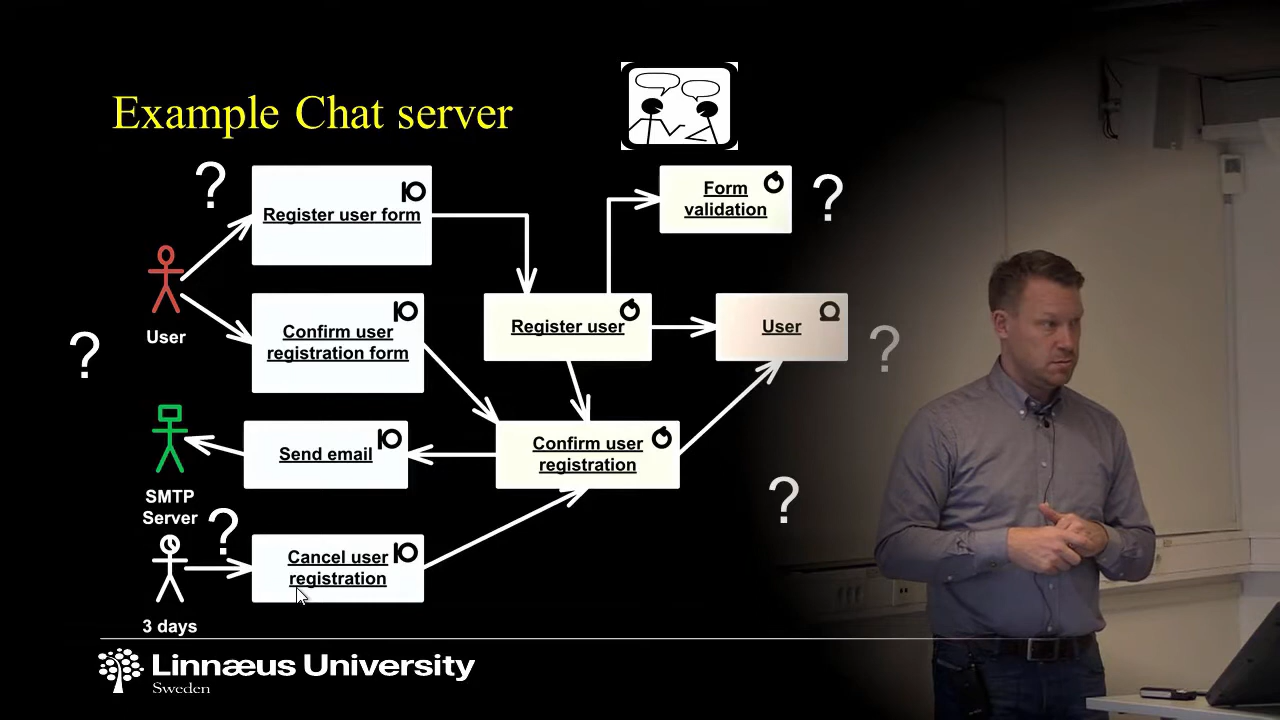 Example Chat server
?
Register user form
Form
validation
?
User
?
Confirm user
registration form
Register user
User
?
SMTP
Server
Send email
Confirm user
registration
?
?
3 days
Cancel user
registration
Linnæus University
Sweden